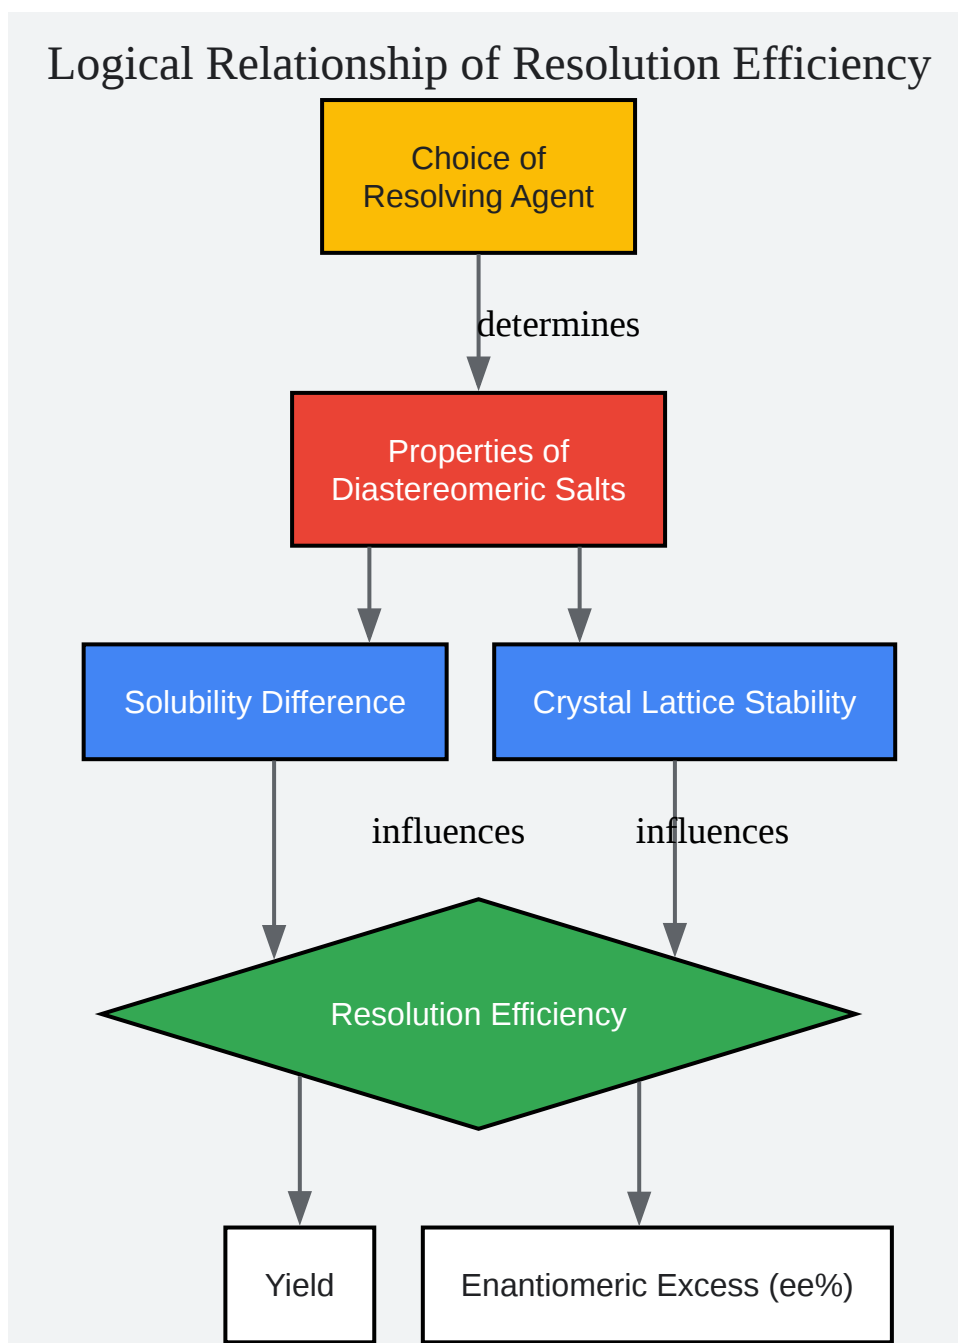 Logical Relationship of Resolution Efficiency
Choice of
Resolving Agent
determines
Properties of
Diastereomeric Salts
Solubility Difference
Crystal Lattice Stability
influences
influences
Resolution Efficiency
Yield
Enantiomeric Excess (ee%)